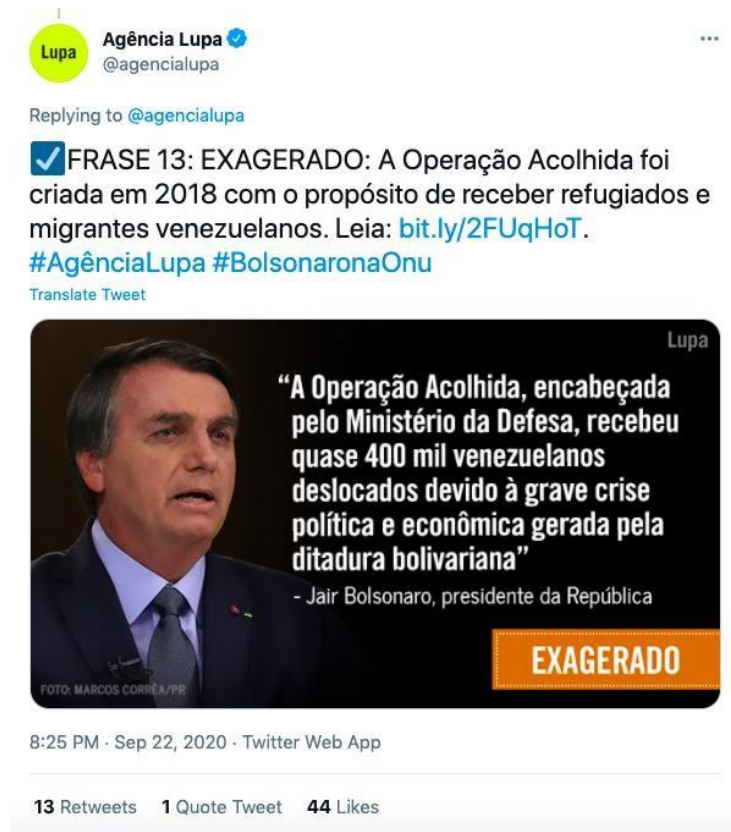 Lupa
Agência Lupa
@agencialupa
Replying to @agencialupa
FRASE 13: EXAGERADO: A Operação Acolhida foi
criada em 2018 com o propósito de receber refugiados e
migrantes venezuelanos. Leia: bit.ly/2FUqHoT.
#AgênciaLupa #BolsonaronaOnu
Translate Tweet
Lupa
“A Operação Acolhida, encabeçada
pelo Ministério da Defesa, recebeu
quase 400 mil venezuelanos
deslocados devido à grave crise
política e econômica gerada pela
ditadura bolivariana”
- Jair Bolsonaro, presidente da República
EXAGERADO
FOTO: MARCOS CORRÊA/PR
8:25 PM · Sep 22, 2020 · Twitter Web App
13 Retweets 1 Quote Tweet 44 Likes